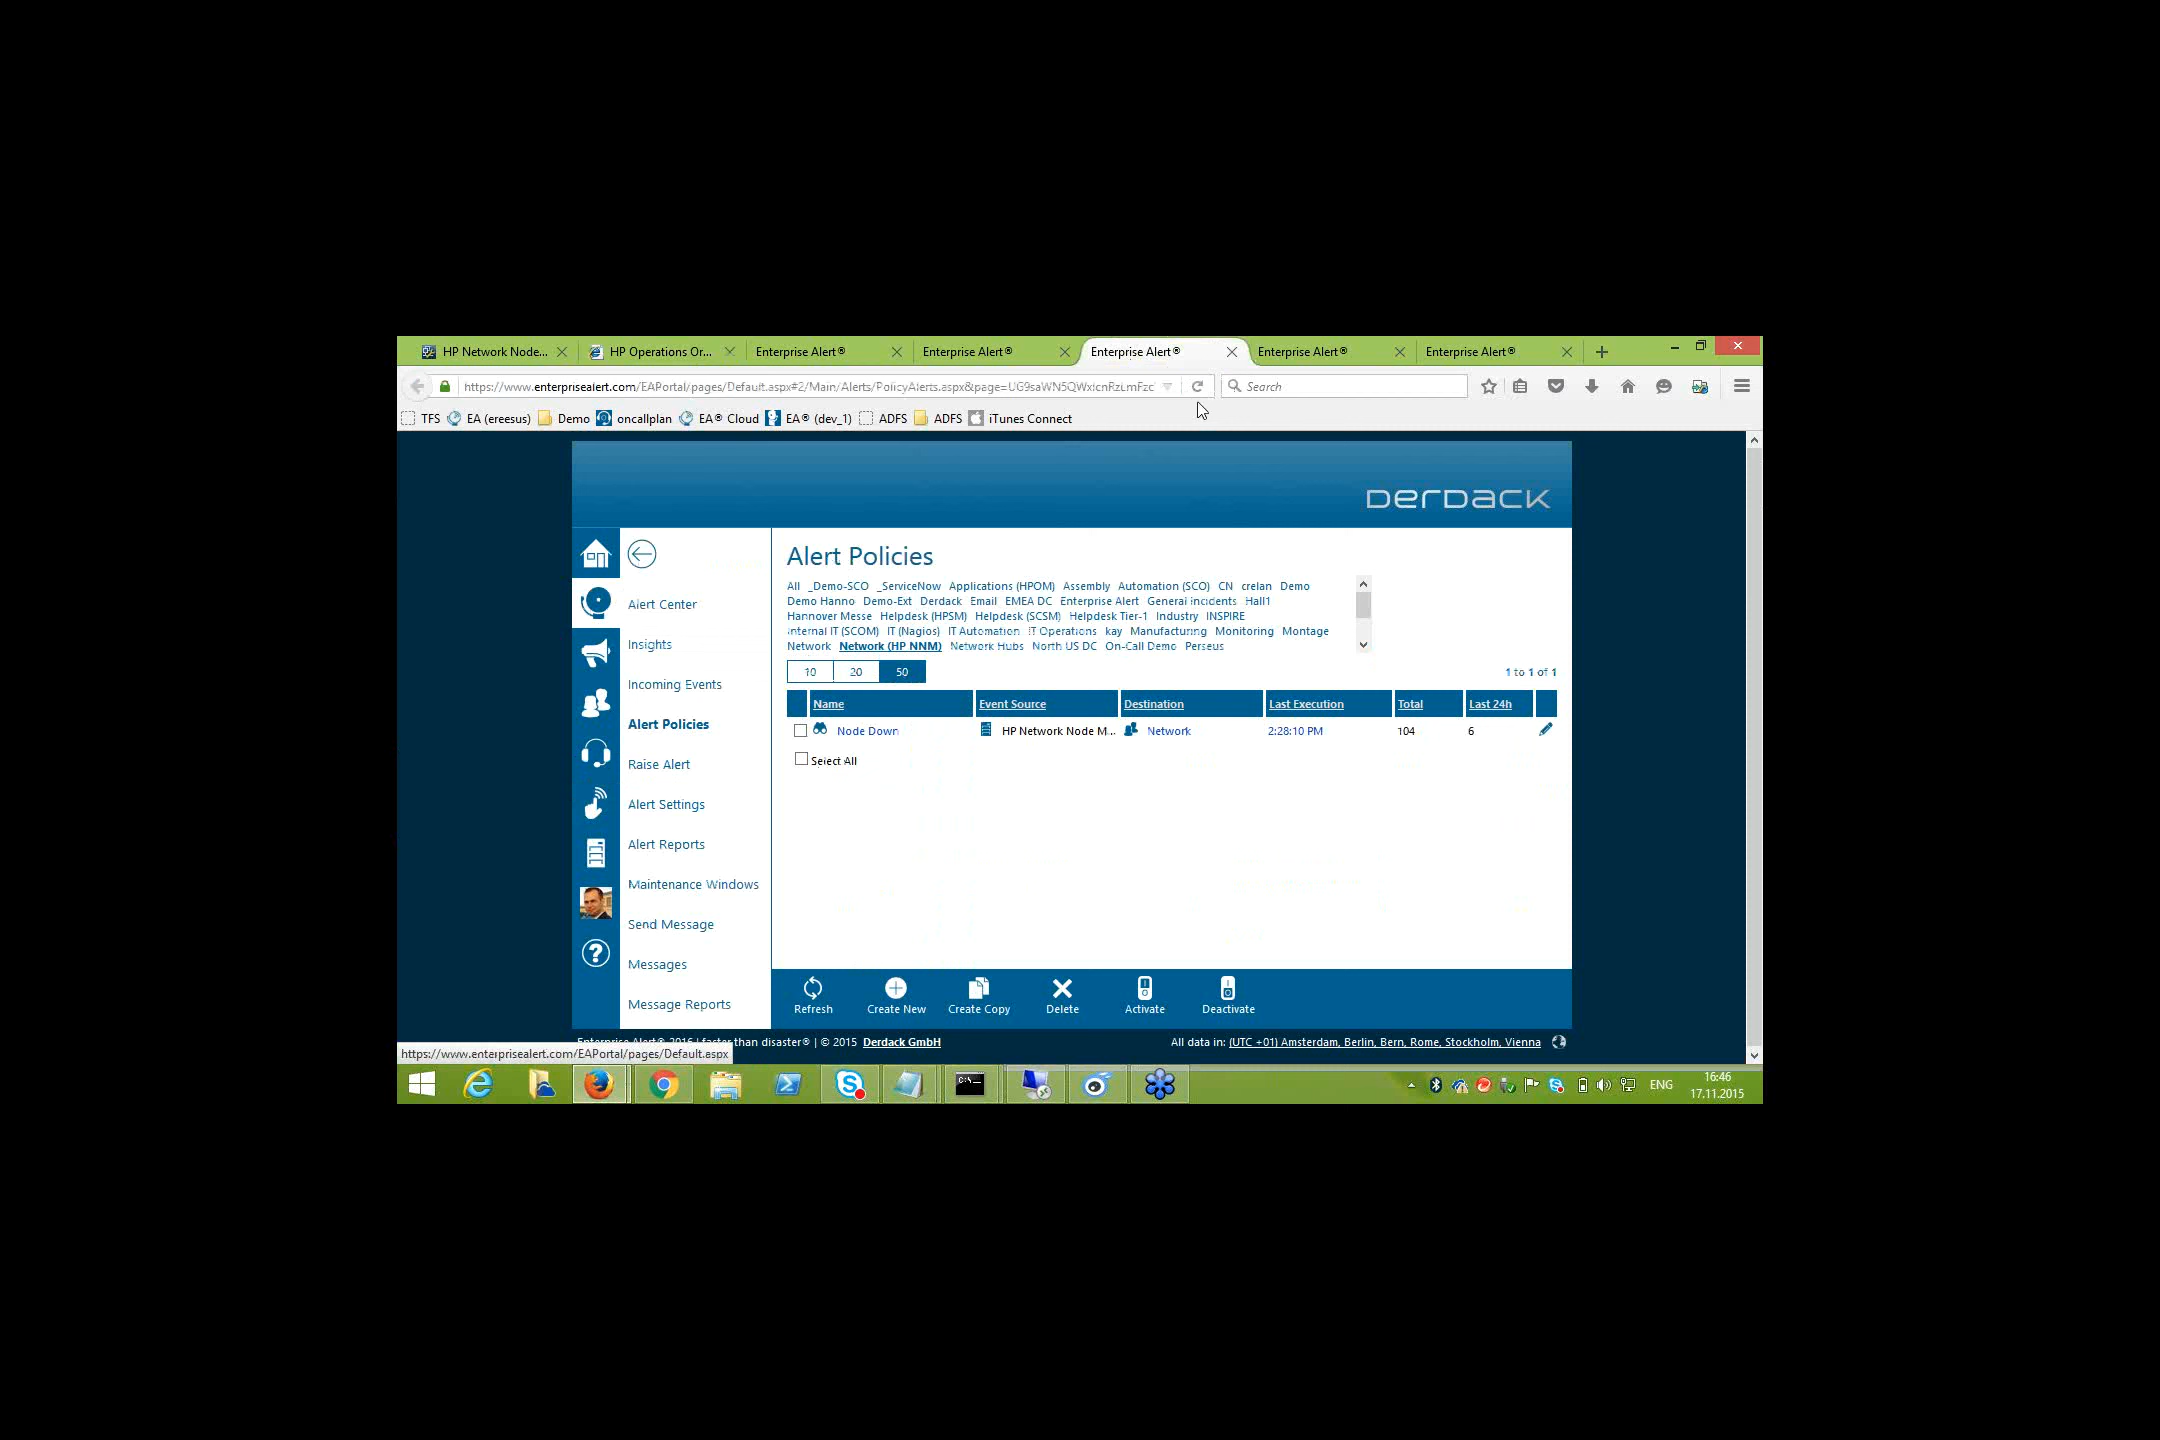 HP Network Node... HP Operations Or... Enterprise Alert® Enterprise Alert® Enterprise Alert® Enterprise Alert® Enterprise Alert®
https://www.enterprisealert.com/EAPortal/pages/Default.aspx#2/Main/Alerts/PolicyAlerts.aspx&page= Search
TFS EA (ereesus) Demo oncallplan EA® Cloud EA® (dev_1) ADFS ADFS iTunes Connect
DERDACK
Alert Policies
All _Demo-SCO _ServiceNow Applications (HPOM) Assembly Automation (SCO) CN crelan Demo
Demo Hanno Demo-Ext Derdack Email EMEA DC Enterprise Alert General incidents Hall1
Hannover Messe Helpdesk (HPSM) Helpdesk (SCSM) Helpdesk Tier-1 Industry INSPIRE
Internal IT (SCOM) IT (Nagios) IT Automation IT Operations kay Manufacturing Monitoring Montage
Network Network (HP NNM) Network Hubs North US DC On-Call Demo Perseus
10 20 50 1 to 1 of 1
Name Event Source Destination Last Execution Total Last 24h
Node Down HP Network Node M... Network 2:28:10 PM 104 6
Select All
Alert Center
Insights
Incoming Events
Alert Policies
Raise Alert
Alert Settings
Alert Reports
Maintenance Windows
Send Message
Messages
Message Reports
Refresh Create New Create Copy Delete Activate Deactivate
Enterprise Alert® 2016 | faster than disaster® | © 2015 Derdack GmbH All data in: (UTC +01) Amsterdam, Berlin, Bern, Rome, Stockholm, Vienna
https://www.enterprisealert.com/EAPortal/pages/Default.aspx
ENG 16:46
17.11.2015